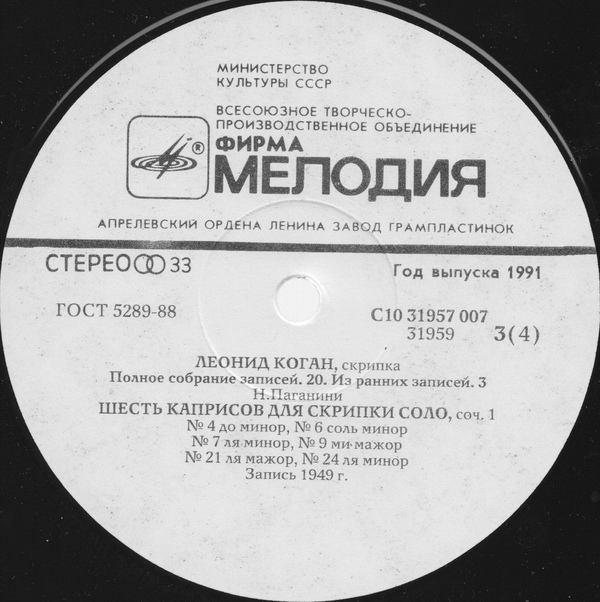 МИНИСТЕРСТВО
КУЛЬТУРЫ СССР
ВСЕСОЮЗНОЕ ТВОРЧЕСКО-
ПРОИЗВОДСТВЕННОЕ ОБЪЕДИНЕНИЕ
ФИРМА
®
МЕЛОДИЯ
АПРЕЛЕВСКИЙ ОРДЕНА ЛЕНИНА ЗАВОД ГРАМПЛАСТИНОК
СТЕРЕО 33
Год выпуска 1991
ГОСТ 5289-88
С10 31957 007
31959 3(4)
ЛЕОНИД КОГАН, скрипка
Полное собрание записей. 20. Из ранних записей. 3
Н.Паганини
ШЕСТЬ КАПРИСОВ ДЛЯ СКРИПКИ СОЛО, соч. 1
№ 4 до минор, № 6 соль минор
№ 7 ля минор, № 9 ми мажор
№ 21 ля мажор, № 24 ля минор
Запись 1949 г.